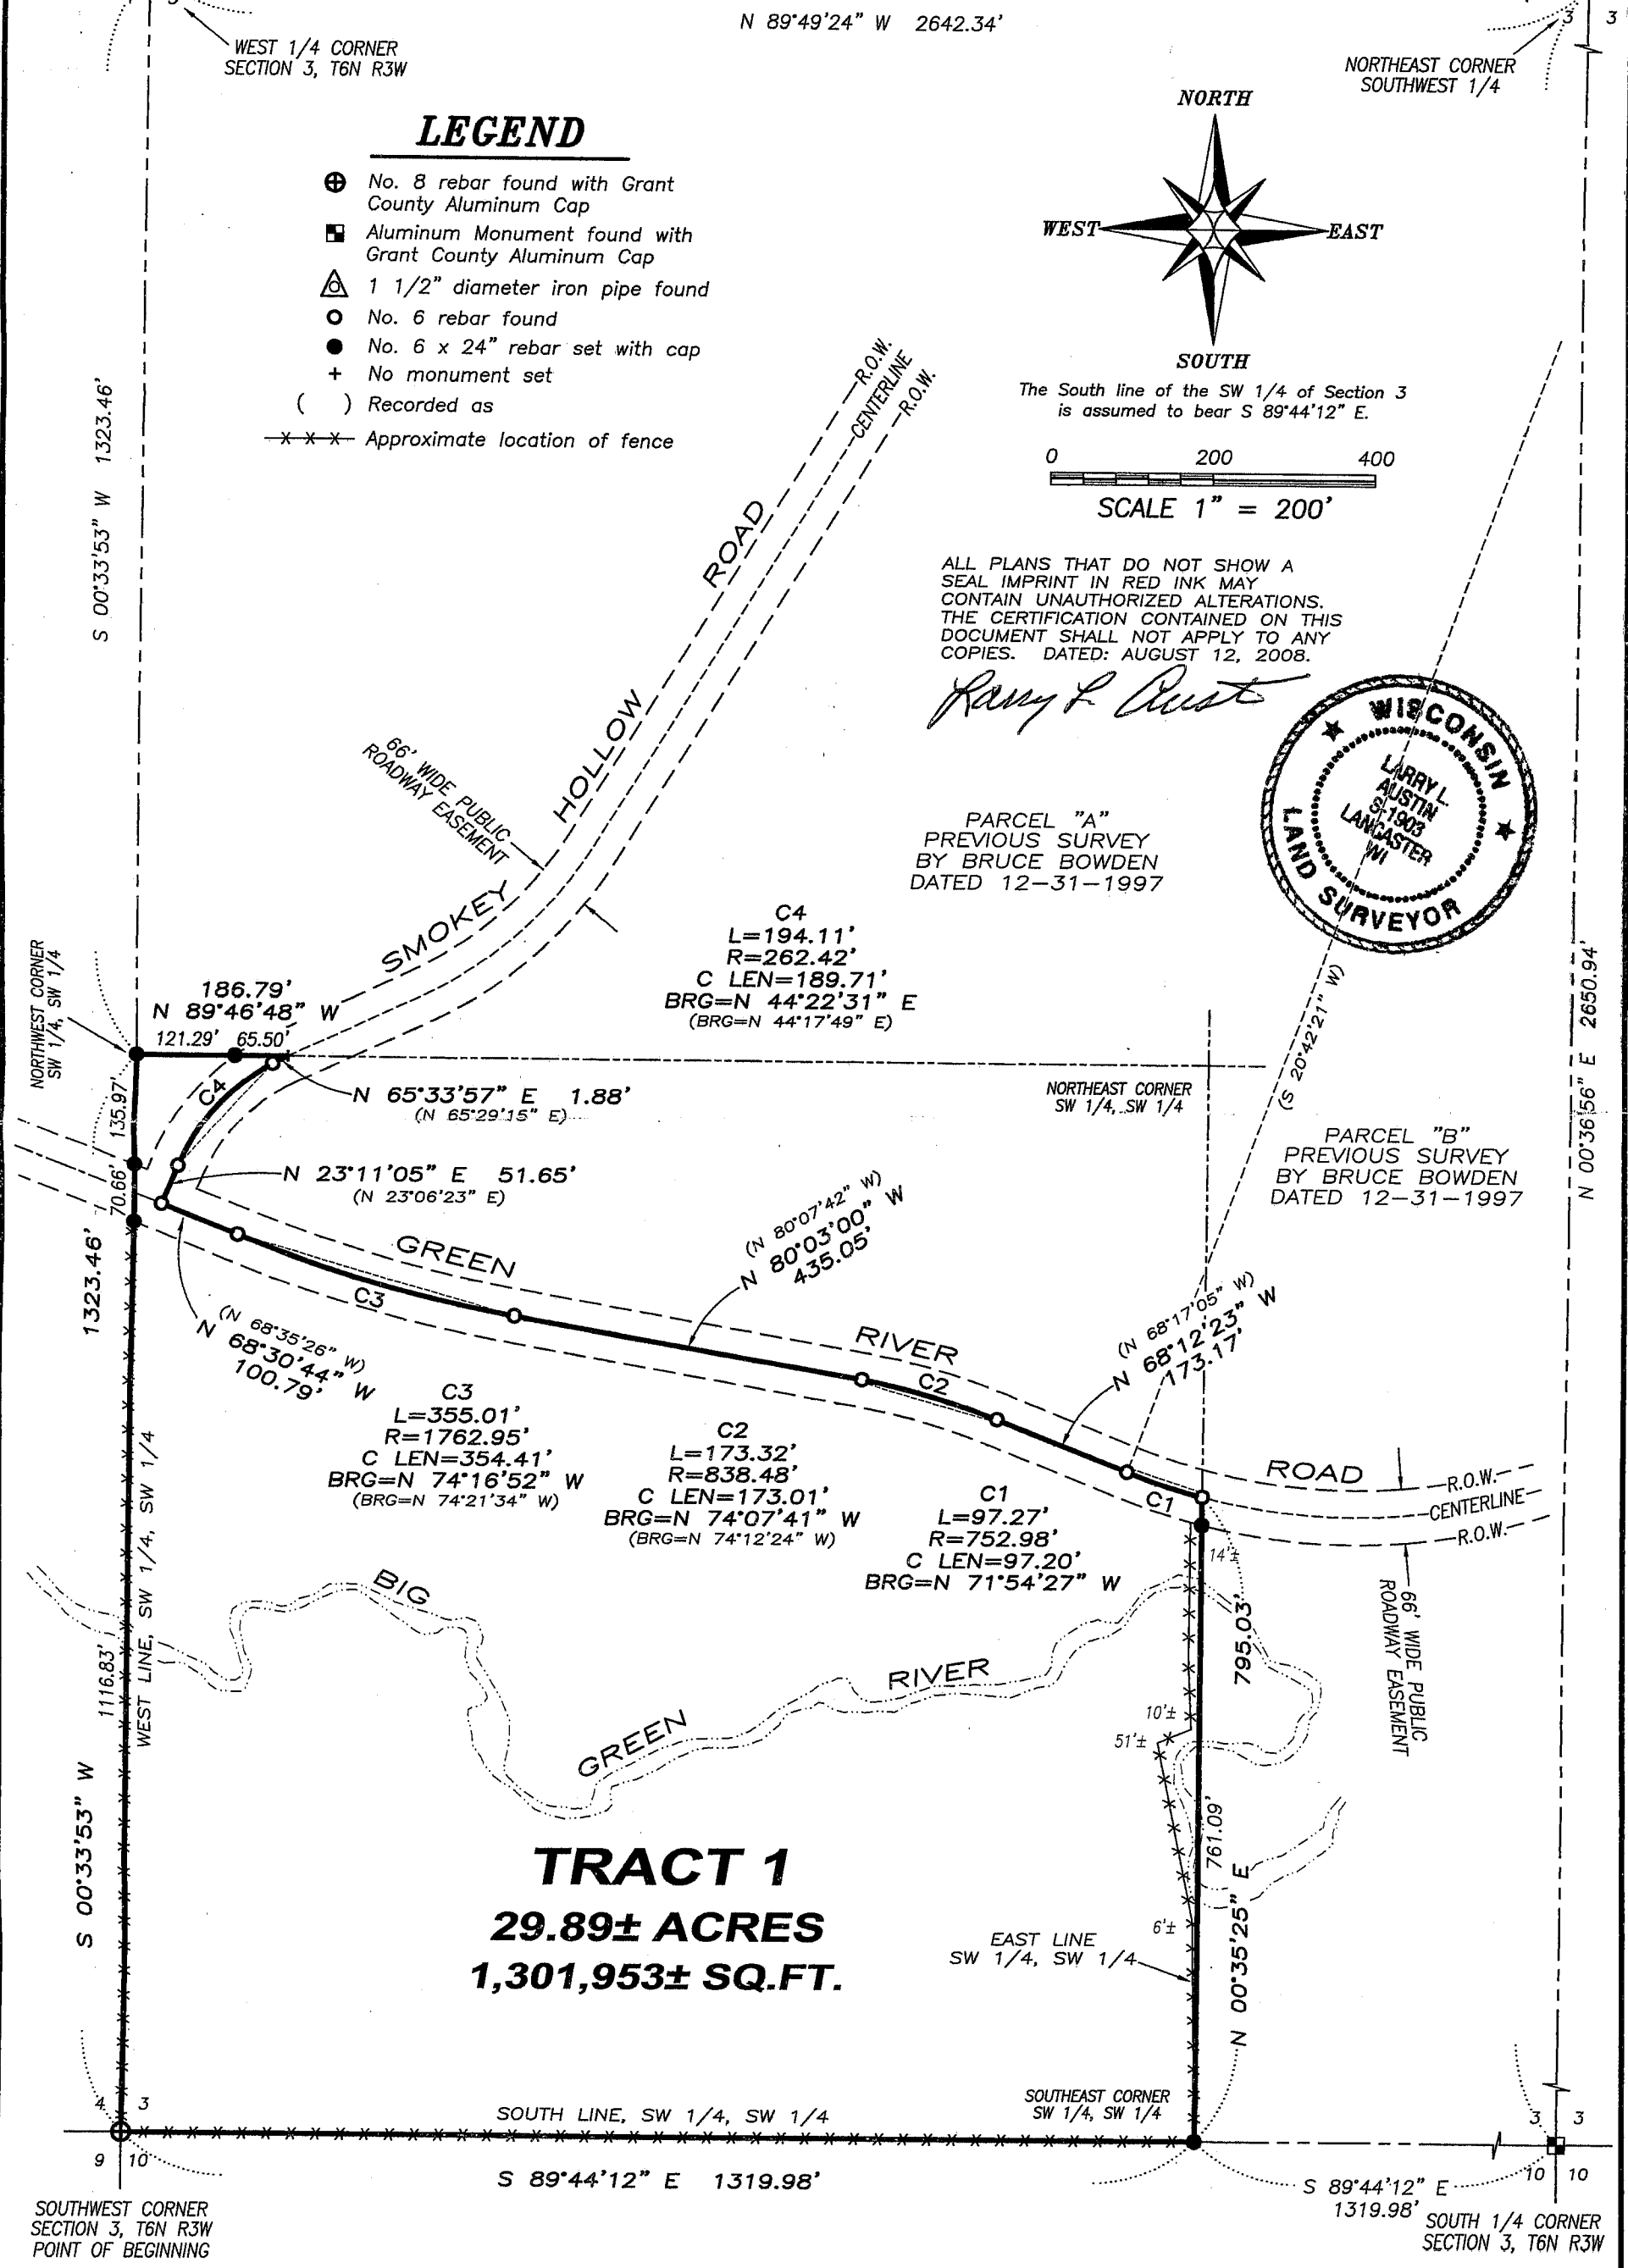 N 89°49'24" W 2642.34'
WEST 1/4 CORNER
SECTION 3, T6N R3W
3
3
NORTHEAST CORNER
SOUTHWEST 1/4
LEGEND
No. 8 rebar found with Grant
County Aluminum Cap
Aluminum Monument found with
Grant County Aluminum Cap
1 1/2" diameter iron pipe found
No. 6 rebar found
No. 6 x 24" rebar set with cap
+ No monument set
( ) Recorded as
x-x-x Approximate location of fence
NORTH
WEST
EAST
SOUTH
The South line of the SW 1/4 of Section 3
is assumed to bear S 89°44'12" E.
0 200 400
SCALE 1" = 200'
ALL PLANS THAT DO NOT SHOW A
SEAL IMPRINT IN RED INK MAY
CONTAIN UNAUTHORIZED ALTERATIONS.
THE CERTIFICATION CONTAINED ON THIS
DOCUMENT SHALL NOT APPLY TO ANY
COPIES. DATED: AUGUST 12, 2008.
Larry L Aust
WISCONSIN
LARRY L.
AUSTIN
S-1903
LANCASTER
WI
LAND SURVEYOR
S 00°33'53" W 1323.46'
R.O.W.
CENTERLINE
R.O.W.
SMOKEY HOLLOW ROAD
66' WIDE PUBLIC
ROADWAY EASEMENT
PARCEL "A"
PREVIOUS SURVEY
BY BRUCE BOWDEN
DATED 12-31-1997
C4
L=194.11'
R=262.42'
C LEN=189.71'
BRG=N 44°22'31" E
(BRG=N 44°17'49" E)
NORTHWEST CORNER
SW 1/4, SW 1/4
186.79'
N 89°46'48" W
121.29' 65.50'
C4
135.97'
70.66'
N 65°33'57" E 1.88'
(N 65°29'15" E)
N 23°11'05" E 51.65'
(N 23°06'23" E)
NORTHEAST CORNER
SW 1/4, SW 1/4
(S 20°42'21" W)
N 00°36'56" E 2650.94'
PARCEL "B"
PREVIOUS SURVEY
BY BRUCE BOWDEN
DATED 12-31-1997
GREEN RIVER ROAD
(N 80°07'42" W)
N 80°03'00" W
435.05'
(N 68°17'05" W)
N 68°12'23" W
173.17'
C3
C2
C1
(N 68°35'26" W)
N 68°30'44" W
100.79'
C3
L=355.01'
R=1762.95'
C LEN=354.41'
BRG=N 74°16'52" W
(BRG=N 74°21'34" W)
C2
L=173.32'
R=838.48'
C LEN=173.01'
BRG=N 74°07'41" W
(BRG=N 74°12'24" W)
C1
L=97.27'
R=752.98'
C LEN=97.20'
BRG=N 71°54'27" W
R.O.W.
CENTERLINE
R.O.W.
66' WIDE PUBLIC
ROADWAY EASEMENT
S 00°33'53" W 1323.46'
1116.83'
WEST LINE, SW 1/4, SW 1/4
BIG GREEN RIVER
14'±
10'±
51'±
6'±
795.03'
761.09'
N 00°35'25" E
EAST LINE
SW 1/4, SW 1/4
TRACT 1
29.89± ACRES
1,301,953± SQ.FT.
4 3
9 10
SOUTH LINE, SW 1/4, SW 1/4
SOUTHEAST CORNER
SW 1/4, SW 1/4
S 89°44'12" E 1319.98'
3 3
10 10
S 89°44'12" E
1319.98'
SOUTHWEST CORNER
SECTION 3, T6N R3W
POINT OF BEGINNING
SOUTH 1/4 CORNER
SECTION 3, T6N R3W